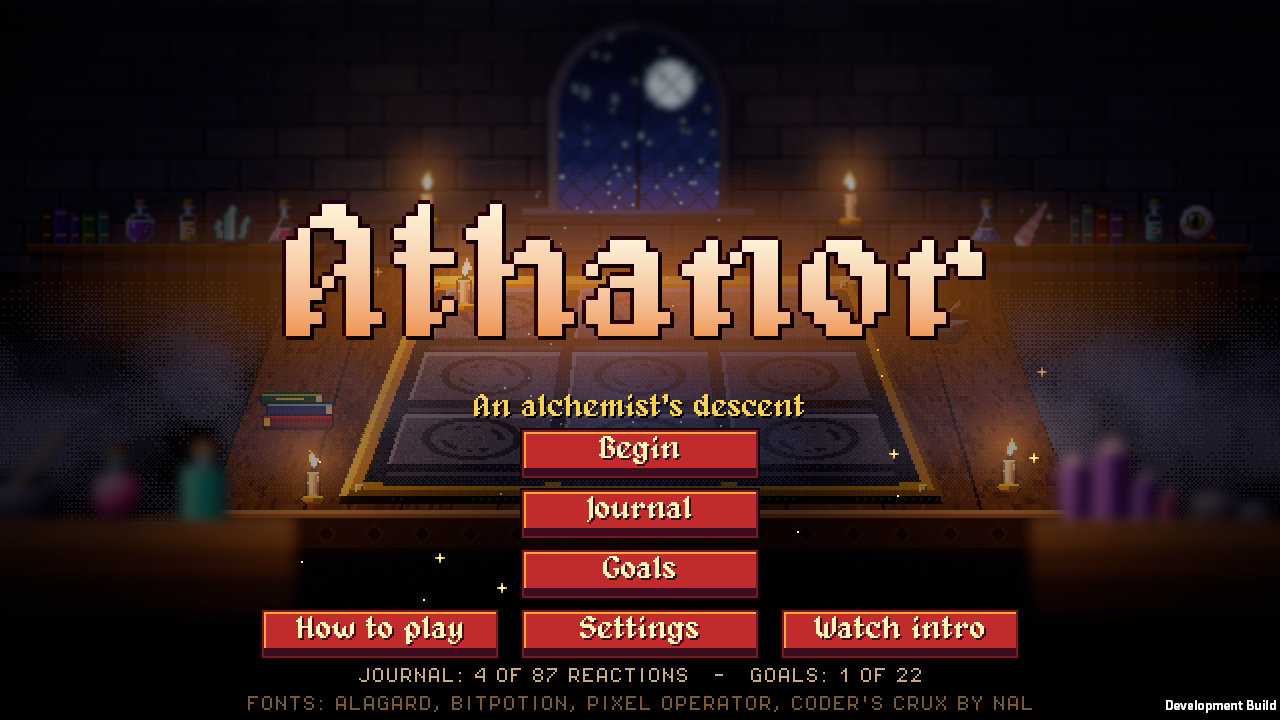 Athanor
An alchemist's descent
Begin
Journal
Goals
How to play
Settings
Watch intro
JOURNAL: 4 OF 87 REACTIONS - GOALS: 1 OF 22
FONTS: ALAGARD, BITPOTION, PIXEL OPERATOR, CODER'S CRUX BY NAL
Development Build